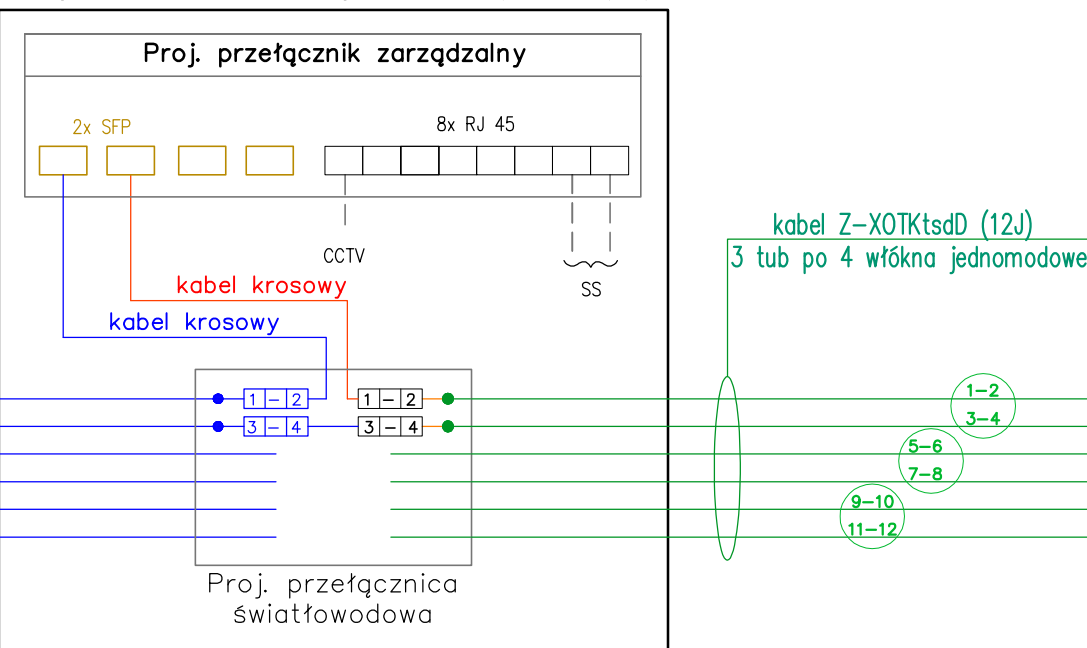 Proj. przełącznik zarządzalny
2x SFP
8x RJ 45
CCTV
SS
kabel krosowy
kabel krosowy
kabel Z-XOTKtsdD (12J)
3 tub po 4 włókna jednomodowe
1-2 1-2
3-4 3-4
1-2
3-4
5-6
7-8
9-10
11-12
Proj. przełącznica
światłowodowa